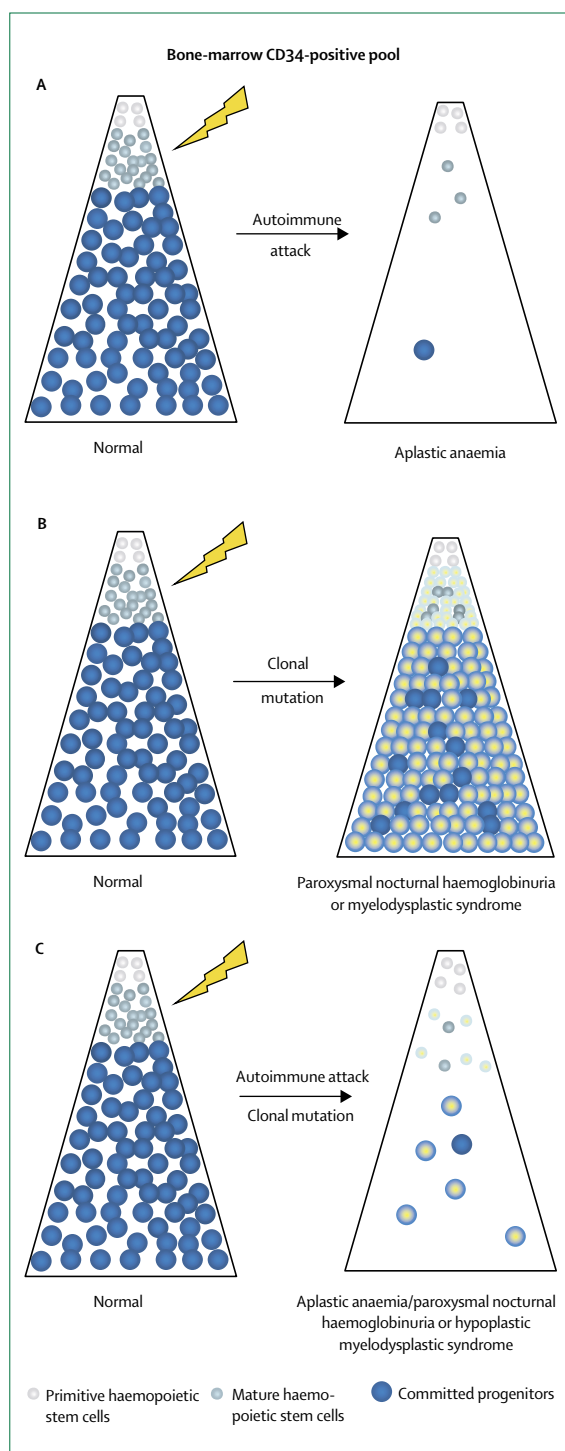 Bone-marrow CD34-positive pool
A
Autoimmune
attack
Normal
Aplastic anaemia
B
Clonal
mutation
Normal
Paroxysmal nocturnal haemoglobinuria
or myelodysplastic syndrome
C
Autoimmune attack
Clonal mutation
Normal
Aplastic anaemia/paroxysmal nocturnal
haemoglobinuria or hypoplastic
myelodysplastic syndrome
Primitive haemopoietic
stem cells
Mature haemo-
poietic stem cells
Committed progenitors